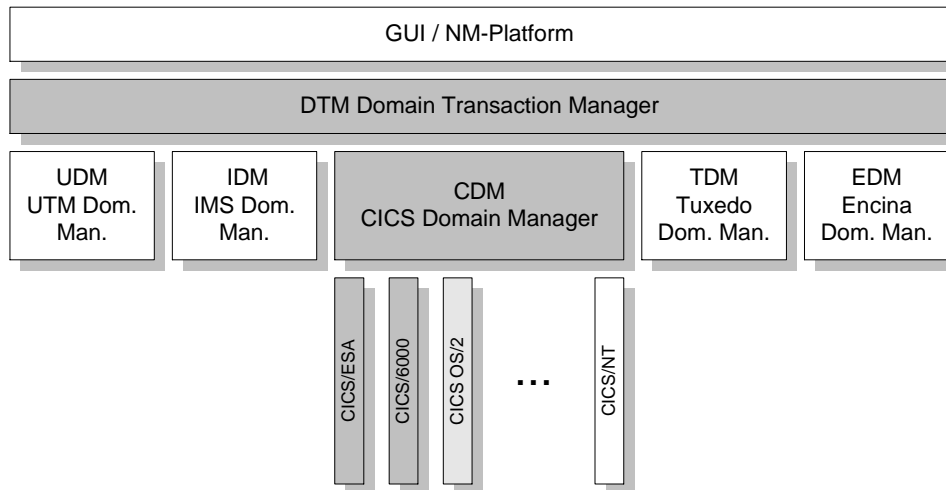 GUI / NM-Platform
DTM Domain Transaction Manager
UDM
UTM Dom.
Man.
IDM
IMS Dom.
Man.
CDM
CICS Domain Manager
TDM
Tuxedo
Dom. Man.
EDM
Encina
Dom. Man.
CICS/ESA
CICS/6000
CICS OS/2
...
CICS/NT